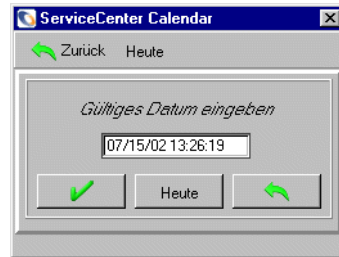 ServiceCenter Calendar
Zurück Heute
Gültiges Datum eingeben
07/15/02 13:26:19
Heute